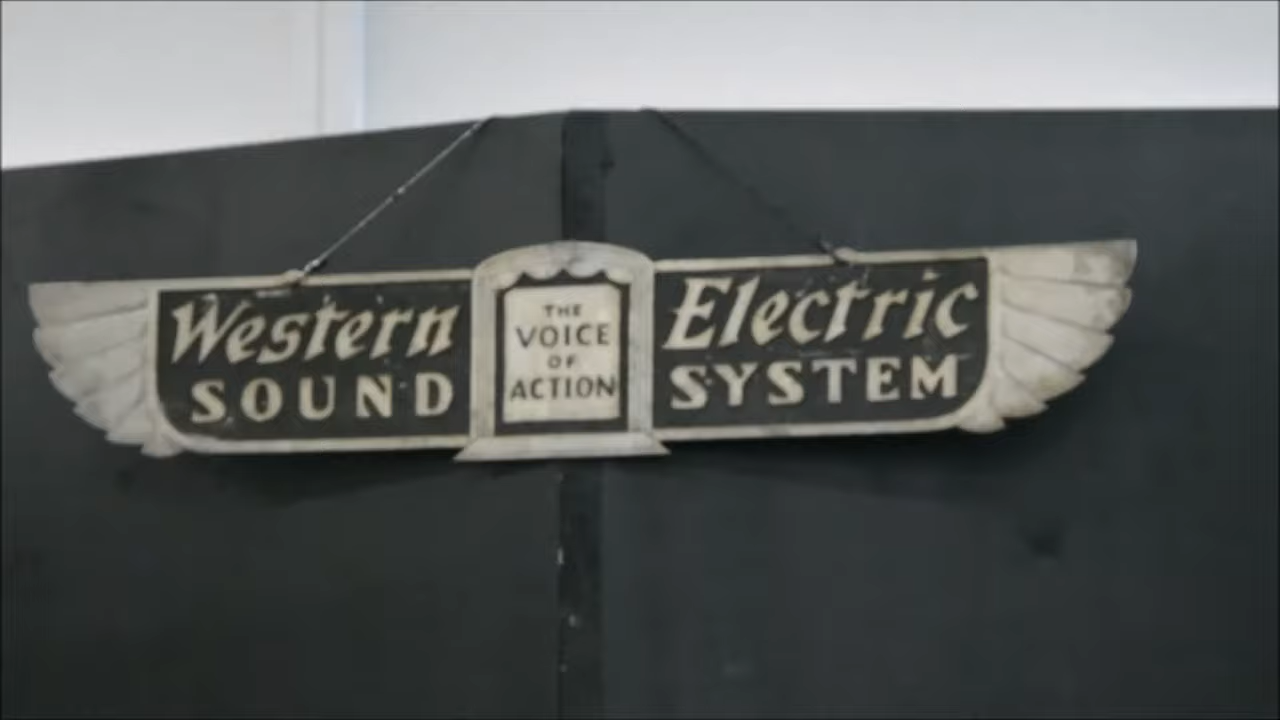 Western Electric
SOUND SYSTEM
THE
VOICE
OF
ACTION